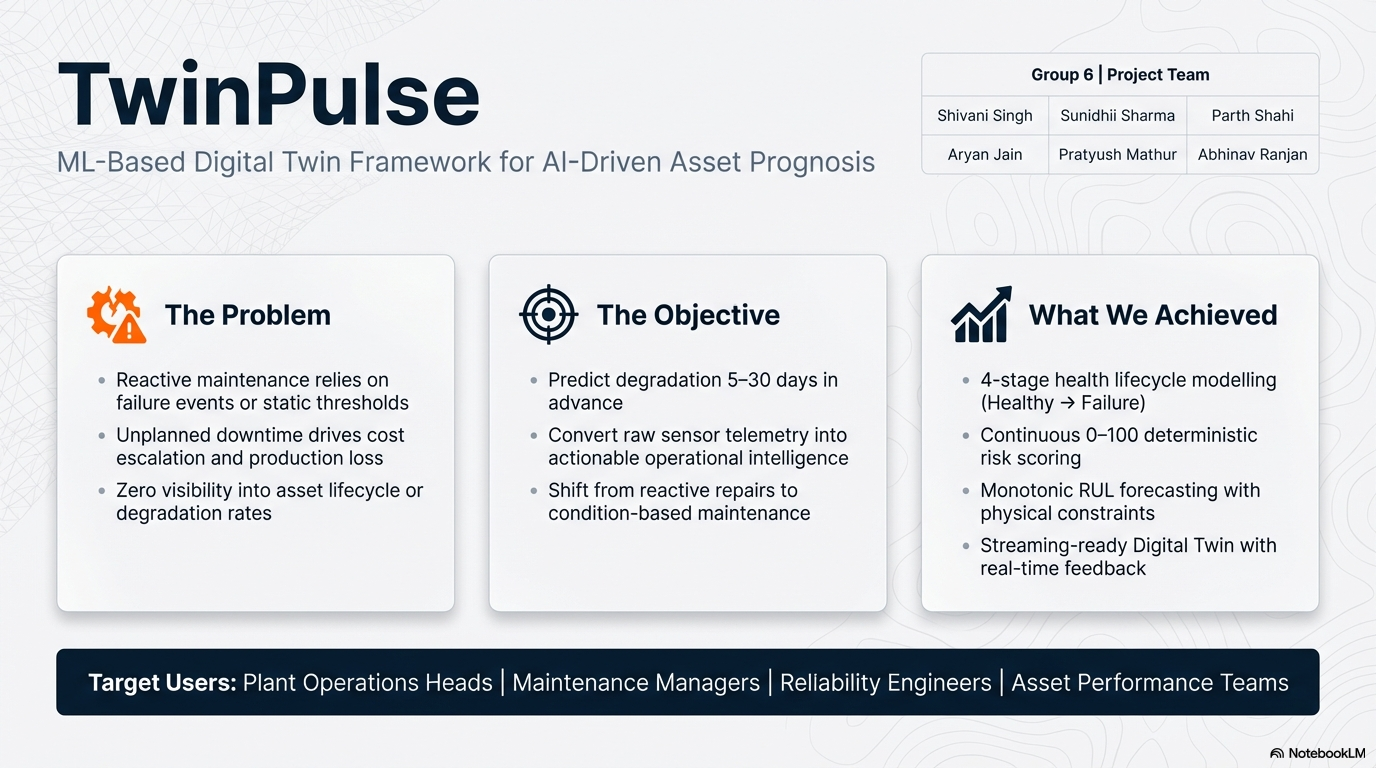 TwinPulse
ML-Based Digital Twin Framework for AI-Driven Asset Prognosis
Group 6 | Project Team
Shivani Singh
Sunidhii Sharma
Parth Shahi
Aryan Jain
Pratyush Mathur
Abhinav Ranjan
The Problem
• Reactive maintenance relies on
failure events or static thresholds
• Unplanned downtime drives cost
escalation and production loss
• Zero visibility into asset lifecycle or
degradation rates
The Objective
• Predict degradation 5–30 days in
advance
• Convert raw sensor telemetry into
actionable operational intelligence
• Shift from reactive repairs to
condition-based maintenance
What We Achieved
• 4-stage health lifecycle modelling
(Healthy → Failure)
• Continuous 0–100 deterministic
risk scoring
• Monotonic RUL forecasting with
physical constraints
• Streaming-ready Digital Twin with
real-time feedback
Target Users: Plant Operations Heads | Maintenance Managers | Reliability Engineers | Asset Performance Teams
NotebookLM